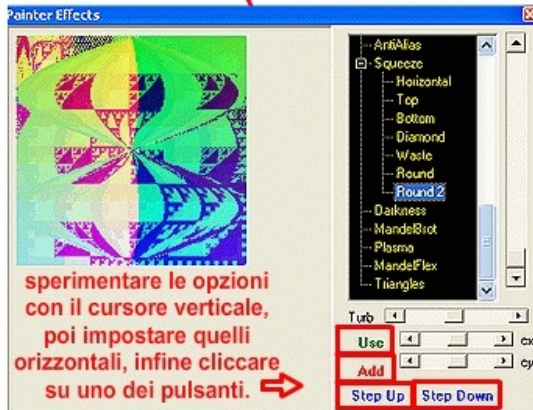 Painter Effects
AntiAlias
Squeeze
Horizontal
Top
Bottom
Diamond
Waste
Round
Round 2
Darkness
MandelBrot
Plasma
MandelFlex
Triangles
sperimentare le opzioni
con il cursore verticale,
poi impostare quelli
orizzontali, infine cliccare
su uno dei pulsanti.
Turb
Use
cx
Add
cy
Step Up Step Down